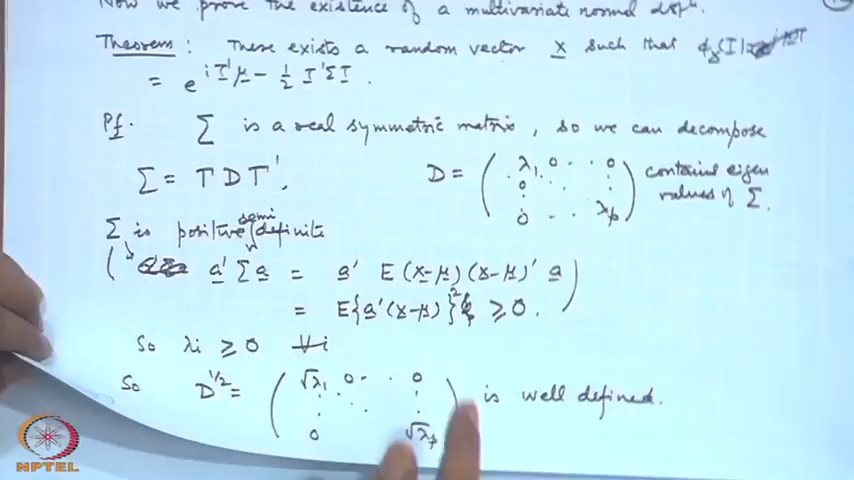 Now we prove the existence of a multivariate normal distⁿ.
Theorem : There exists a random vector x such that ϕ_x(T) =
= e^{i T'μ - 1/2 T'ΣT}.
Pf. Σ is a real symmetric matrix, so we can decompose
Σ = T D T', D = ( λ₁ 0 . . 0 0 . . . . 0 . . λp ) contains eigen values of Σ.
Σ is positive semi definite
( a' Σ a = a' E (x-μ)(x-μ)' a
= E{a'(x-μ)}² ≥ 0. )
So λi ≥ 0 ∀ i
So D^{1/2} = ( √λ₁ 0 - . 0 . . . . 0 √λp ) is well defined.
NPTEL